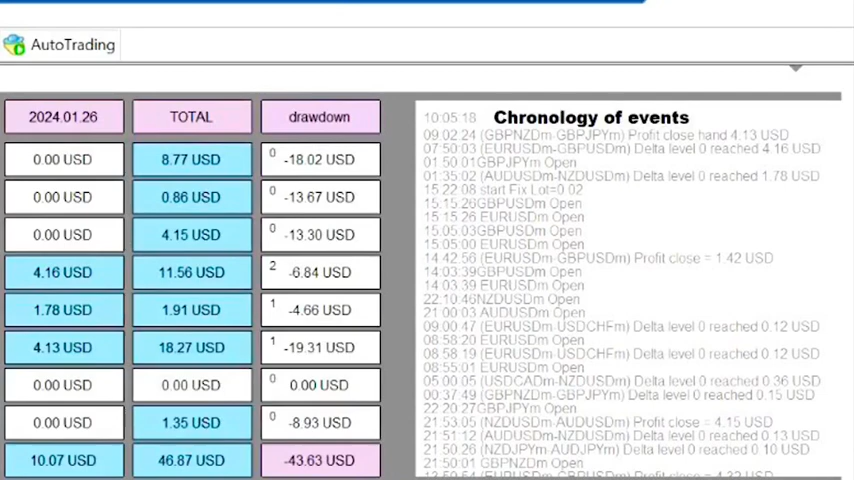 AutoTrading
2024.01.26 TOTAL drawdown
0.00 USD 8.77 USD 0 -18.02 USD
0.00 USD 0.86 USD 0 -13.67 USD
0.00 USD 4.15 USD 0 -13.30 USD
4.16 USD 11.56 USD 2 -6.84 USD
1.78 USD 1.91 USD 1 -4.66 USD
4.13 USD 18.27 USD 1 -19.31 USD
0.00 USD 0.00 USD 0 0.00 USD
0.00 USD 1.35 USD 0 -8.93 USD
10.07 USD 46.87 USD -43.63 USD
10:05:18 Chronology of events
09:02:24 (GBPNZDm-GBPJPYm) Profit close hand 4.13 USD
07:50:03 (EURUSDm-GBPUSDm) Delta level 0 reached 4.16 USD
01:50:01GBPJPYm Open
01:35:02 (AUDUSDm-NZDUSDm) Delta level 0 reached 1.78 USD
15:22:08 start Fix Lot=0.02
15:15:26GBPUSDm Open
15:15:26 EURUSDm Open
15:05:03GBPUSDm Open
15:05:00 EURUSDm Open
14:42:56 (EURUSDm-GBPUSDm) Profit close = 1.42 USD
14:03:39GBPUSDm Open
14:03:39 EURUSDm Open
22:10:46NZDUSDm Open
21:00:03 AUDUSDm Open
09:00:47 (EURUSDm-USDCHFm) Delta level 0 reached 0.12 USD
08:58:20 EURUSDm Open
08:58:19 (EURUSDm-USDCHFm) Delta level 0 reached 0.12 USD
08:55:01 EURUSDm Open
05:00:05 (USDCADm-NZDUSDm) Delta level 0 reached 0.36 USD
00:37:49 (GBPNZDm-GBPJPYm) Delta level 0 reached 0.15 USD
22:20:27GBPJPYm Open
21:53:05 (NZDUSDm-AUDUSDm) Profit close = 4.15 USD
21:51:12 (AUDUSDm-NZDUSDm) Delta level 0 reached 0.13 USD
21:50:26 (NZDJPYm-AUDJPYm) Delta level 0 reached 0.10 USD
21:50:01 GBPNZDm Open